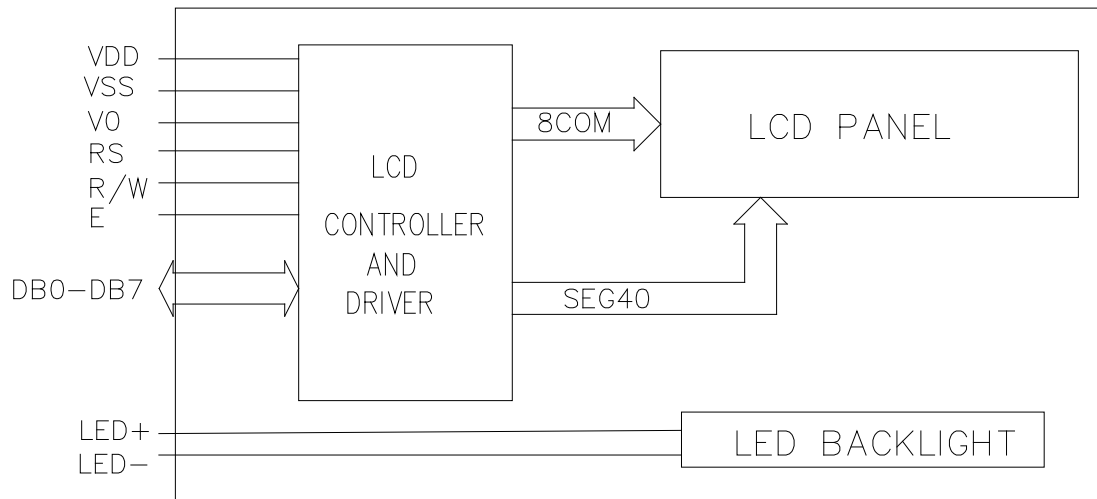 VDD
VSS
V0
RS
R/W
E
DB0-DB7
LED+
LED-
LCD
CONTROLLER
AND
DRIVER
8COM
SEG40
LCD PANEL
LED BACKLIGHT